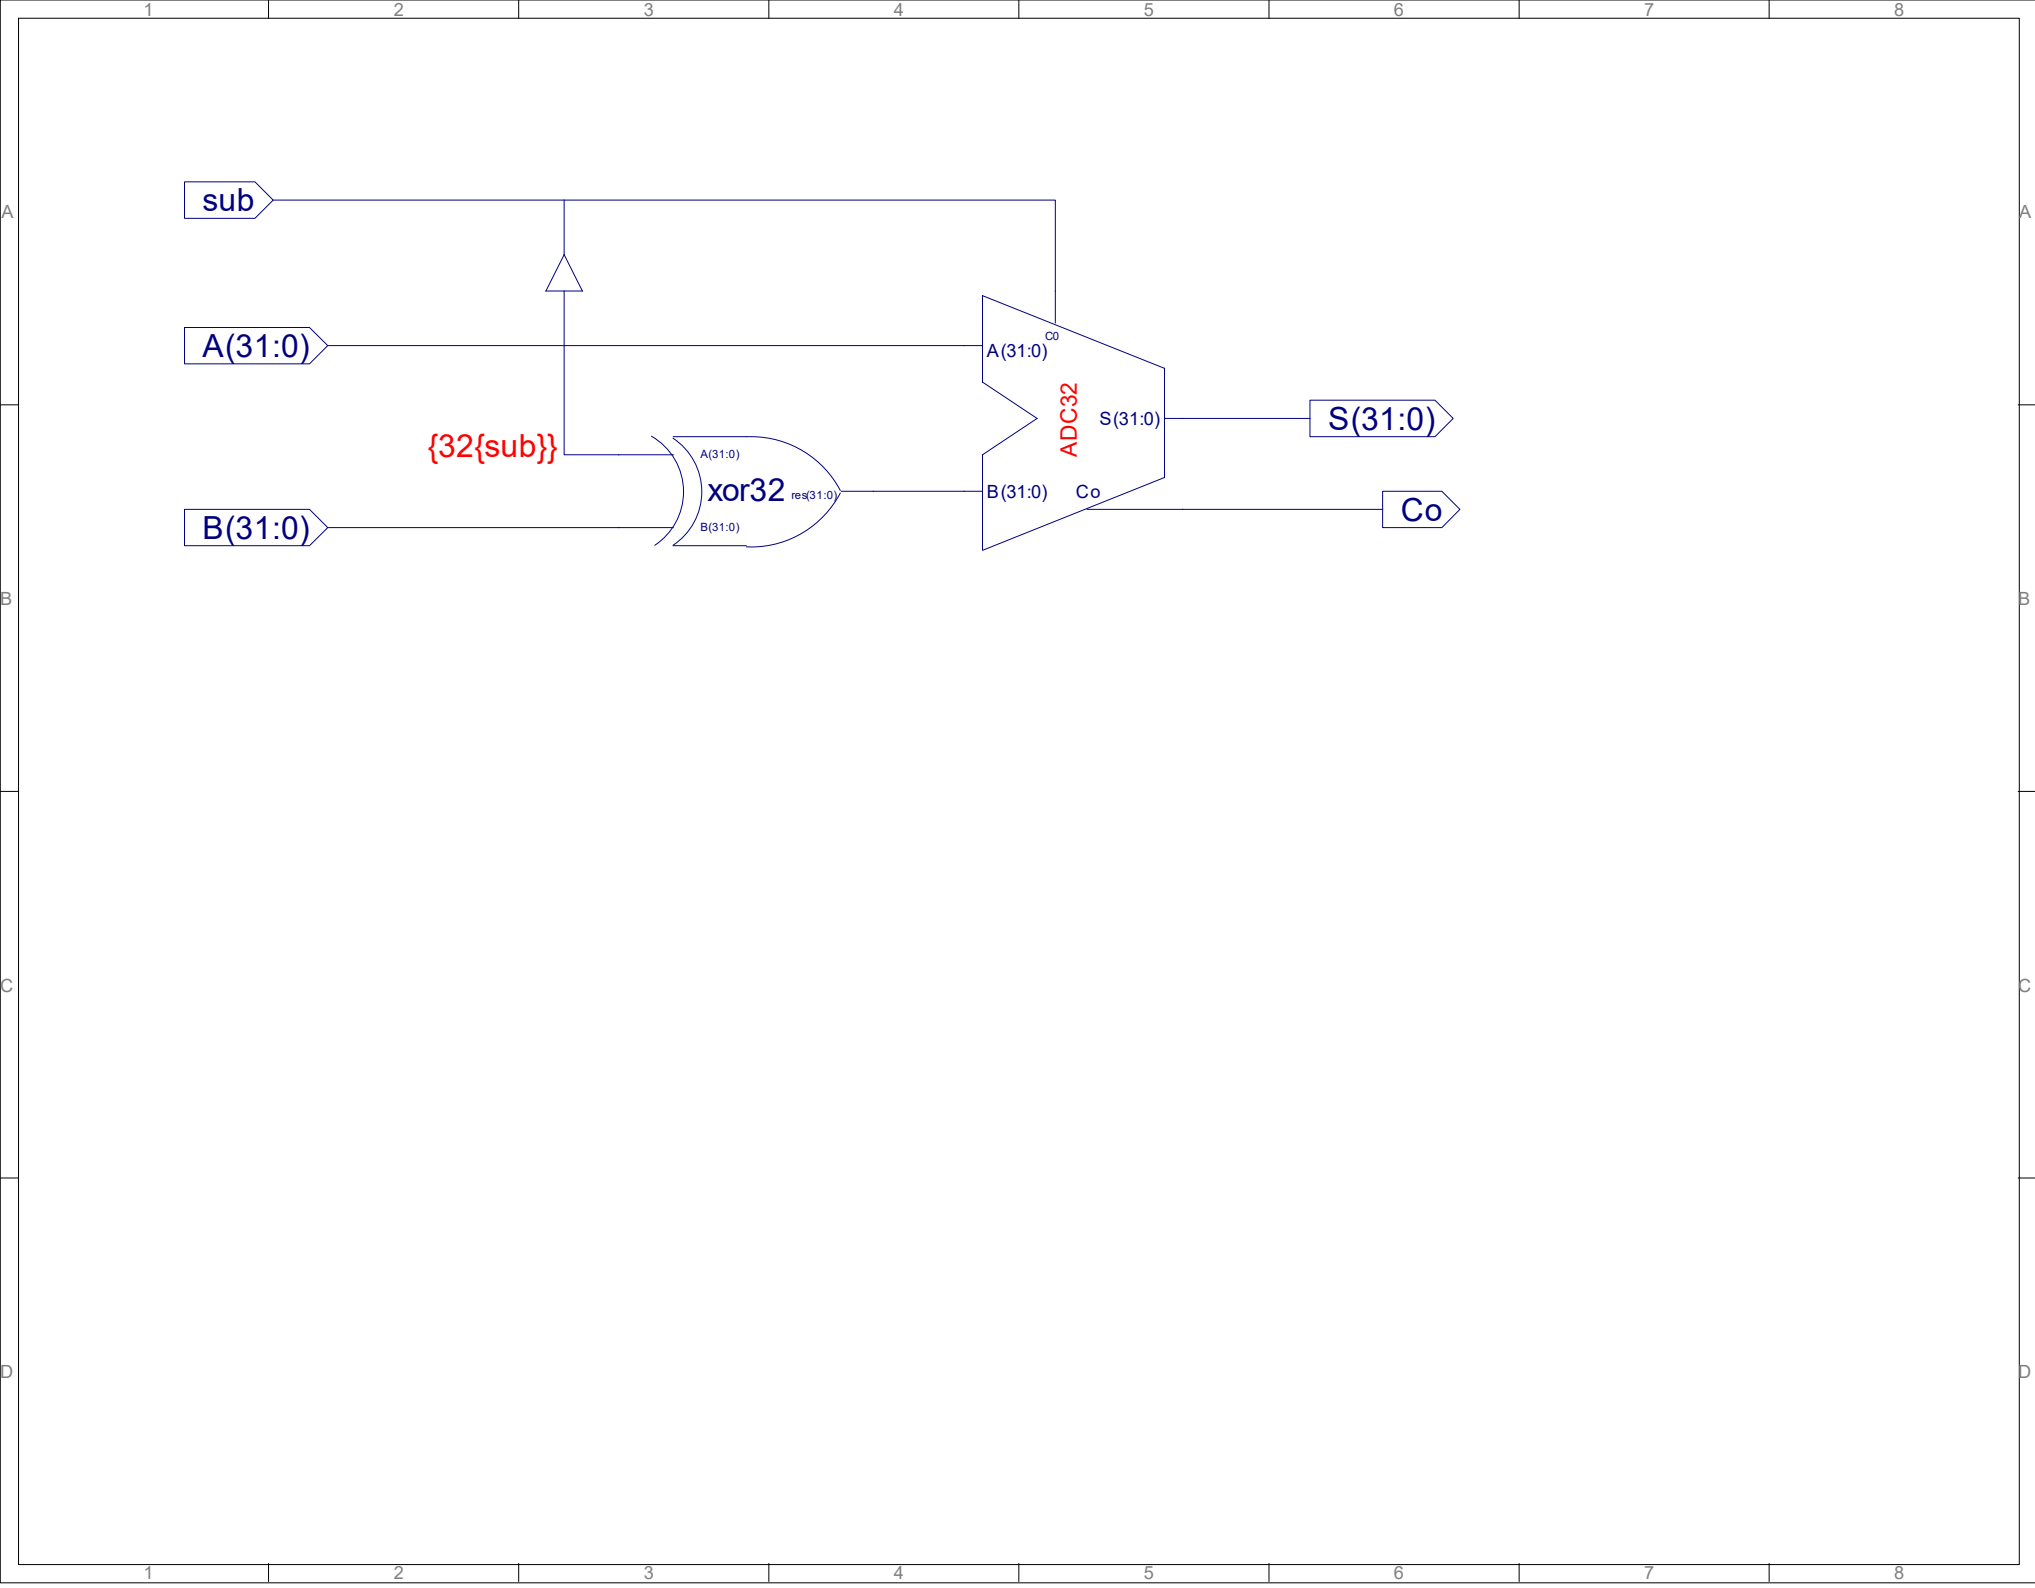 1 2 3 4 5 6 7 8
A sub A
A(31:0)
C0
A(31:0)
ADC32
S(31:0)
S(31:0)
{32{sub}}
A(31:0)
xor32 res(31:0)
B(31:0)
B(31:0)
B(31:0) Co
Co
B B
C C
D D
1 2 3 4 5 6 7 8